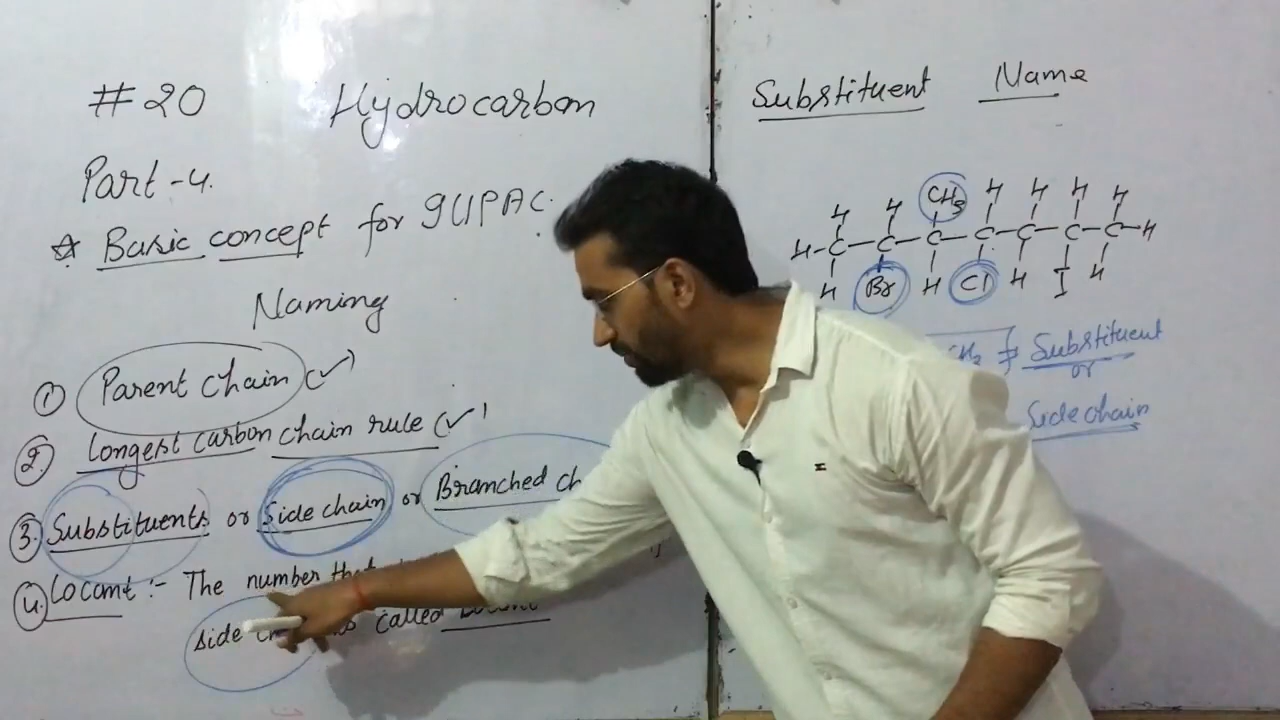 #20 Hydrocarbon
Part-4.
☆ Basic concept for IUPAC.
Naming
① Parent chain (✓)
② Longest carbon chain rule (✓)
③ Substituents or Side chain or Branched ch
④ Locant :- The number tha
side ch is called Locant
Substituent Name
H H CH3 H H H H
H-C-C-C-C-C-C-C-H
H Br H Cl H I H
CH3 ⇒ Substituent
or
Side chain